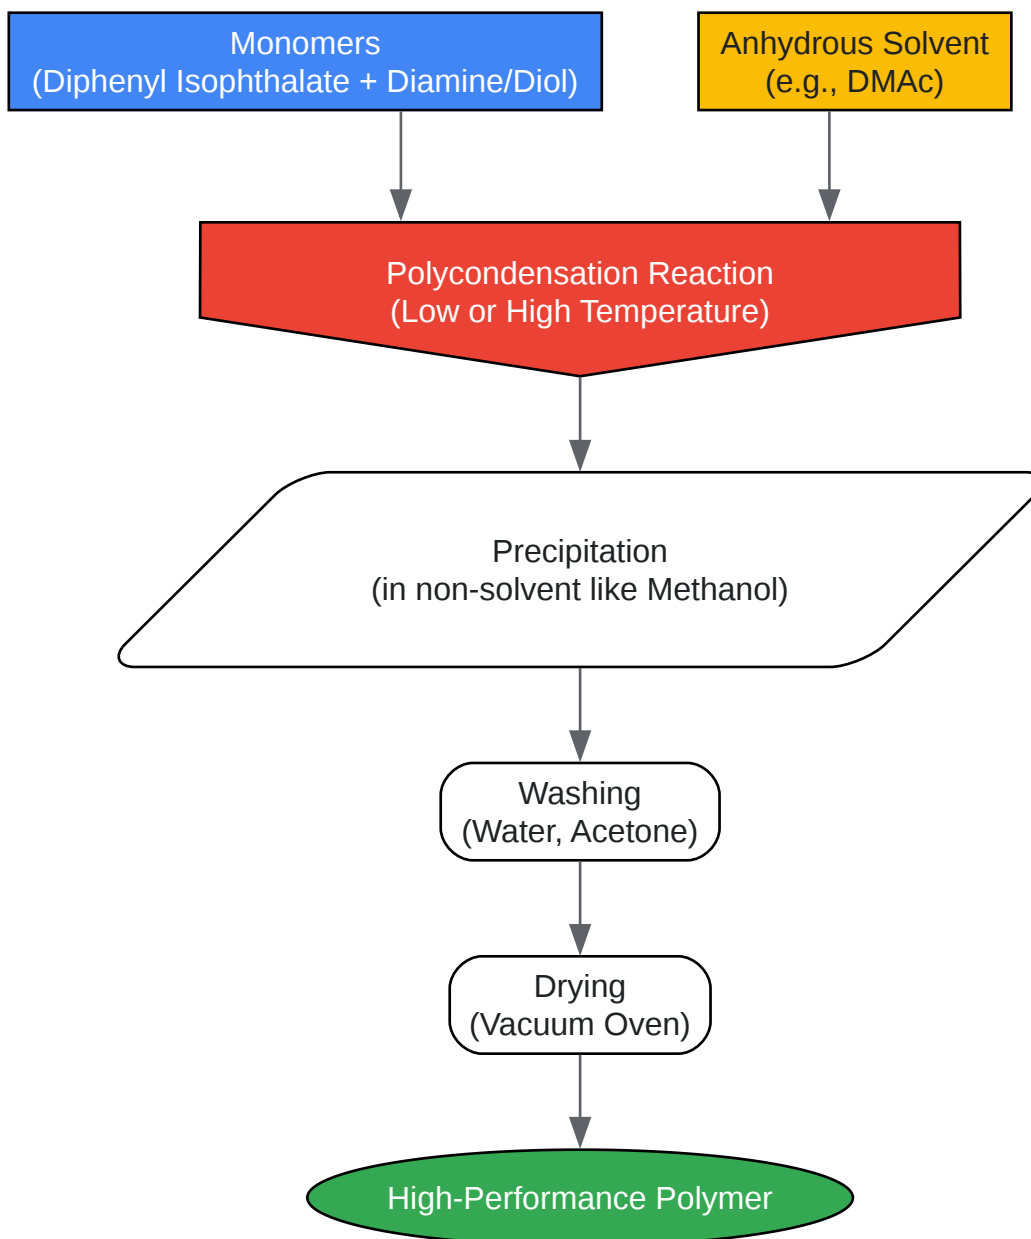 Monomers
(Diphenyl Isophthalate + Diamine/Diol)
Anhydrous Solvent
(e.g., DMAc)
Polycondensation Reaction
(Low or High Temperature)
Precipitation
(in non-solvent like Methanol)
Washing
(Water, Acetone)
Drying
(Vacuum Oven)
High-Performance Polymer